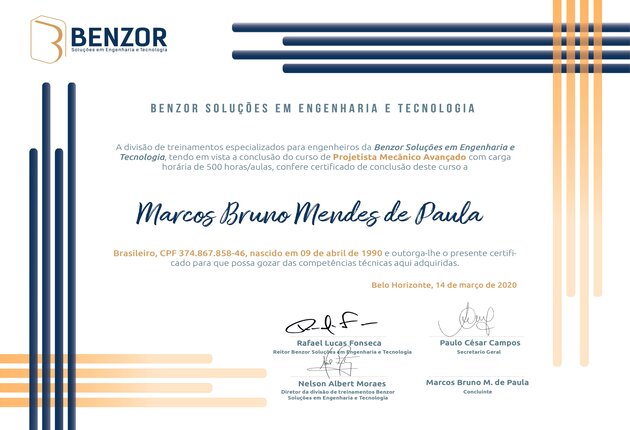 BENZOR
Soluções em Engenharia e Tecnologia
BENZOR SOLUÇÕES EM ENGENHARIA E TECNOLOGIA
A divisão de treinamentos especializados para engenheiros da Benzor Soluções em Engenharia e
Tecnologia, tendo em vista a conclusão do curso de Projetista Mecânico Avançado com carga
horária de 500 horas/aulas, confere certificado de conclusão deste curso a
Marcos Bruno Mendes de Paula
Brasileiro, CPF 374.867.858-46, nascido em 09 de abril de 1990 e outorga-lhe o presente certifi-
cado para que possa gozar das competências técnicas aqui adquiridas.
Belo Horizonte, 14 de março de 2020
Rafael Lucas Fonseca
Reitor Benzor Soluções em Engenharia e Tecnologia
Paulo César Campos
Secretario Geral
Nelson Albert Moraes
Diretor da divisão de treinamentos Benzor
Soluções em Engenharia e Tecnologia
Marcos Bruno M. de Paula
Concluinte